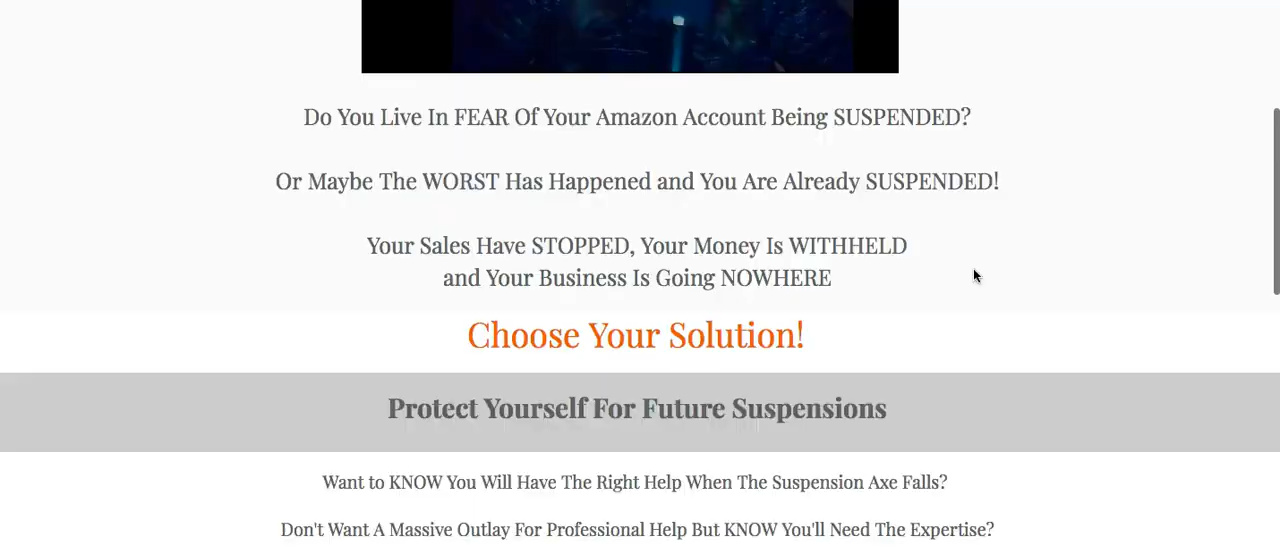 Do You Live In FEAR Of Your Amazon Account Being SUSPENDED?
Or Maybe The WORST Has Happened and You Are Already SUSPENDED!
Your Sales Have STOPPED, Your Money Is WITHHELD
and Your Business Is Going NOWHERE
Choose Your Solution!
Protect Yourself For Future Suspensions
Want to KNOW You Will Have The Right Help When The Suspension Axe Falls?
Don't Want A Massive Outlay For Professional Help But KNOW You'll Need The Expertise?